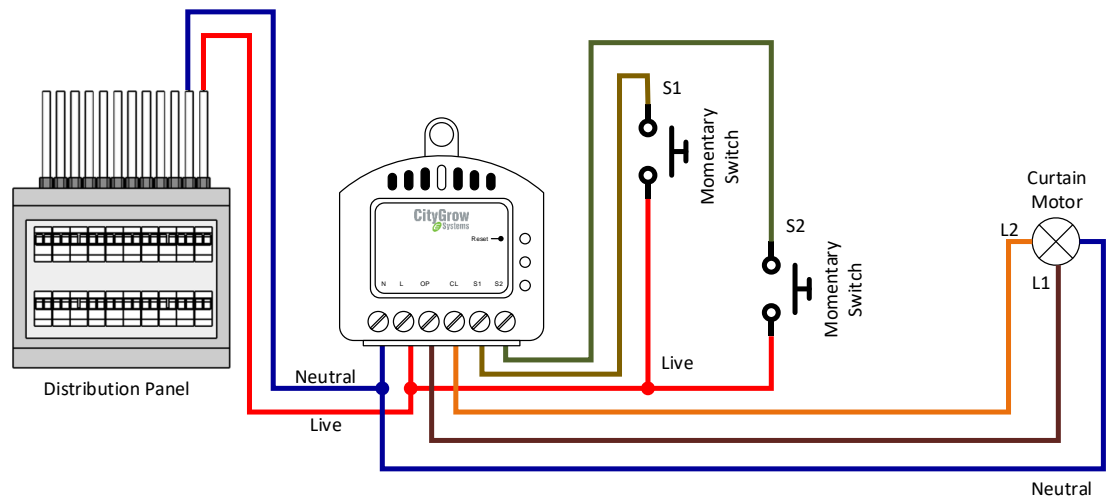 S1
Momentary
Switch
CityGrow
Systems
Reset
N L OP CL S1 S2
S2
Momentary
Switch
Curtain
Motor
L2
L1
Distribution Panel
Neutral
Live
Live
Neutral